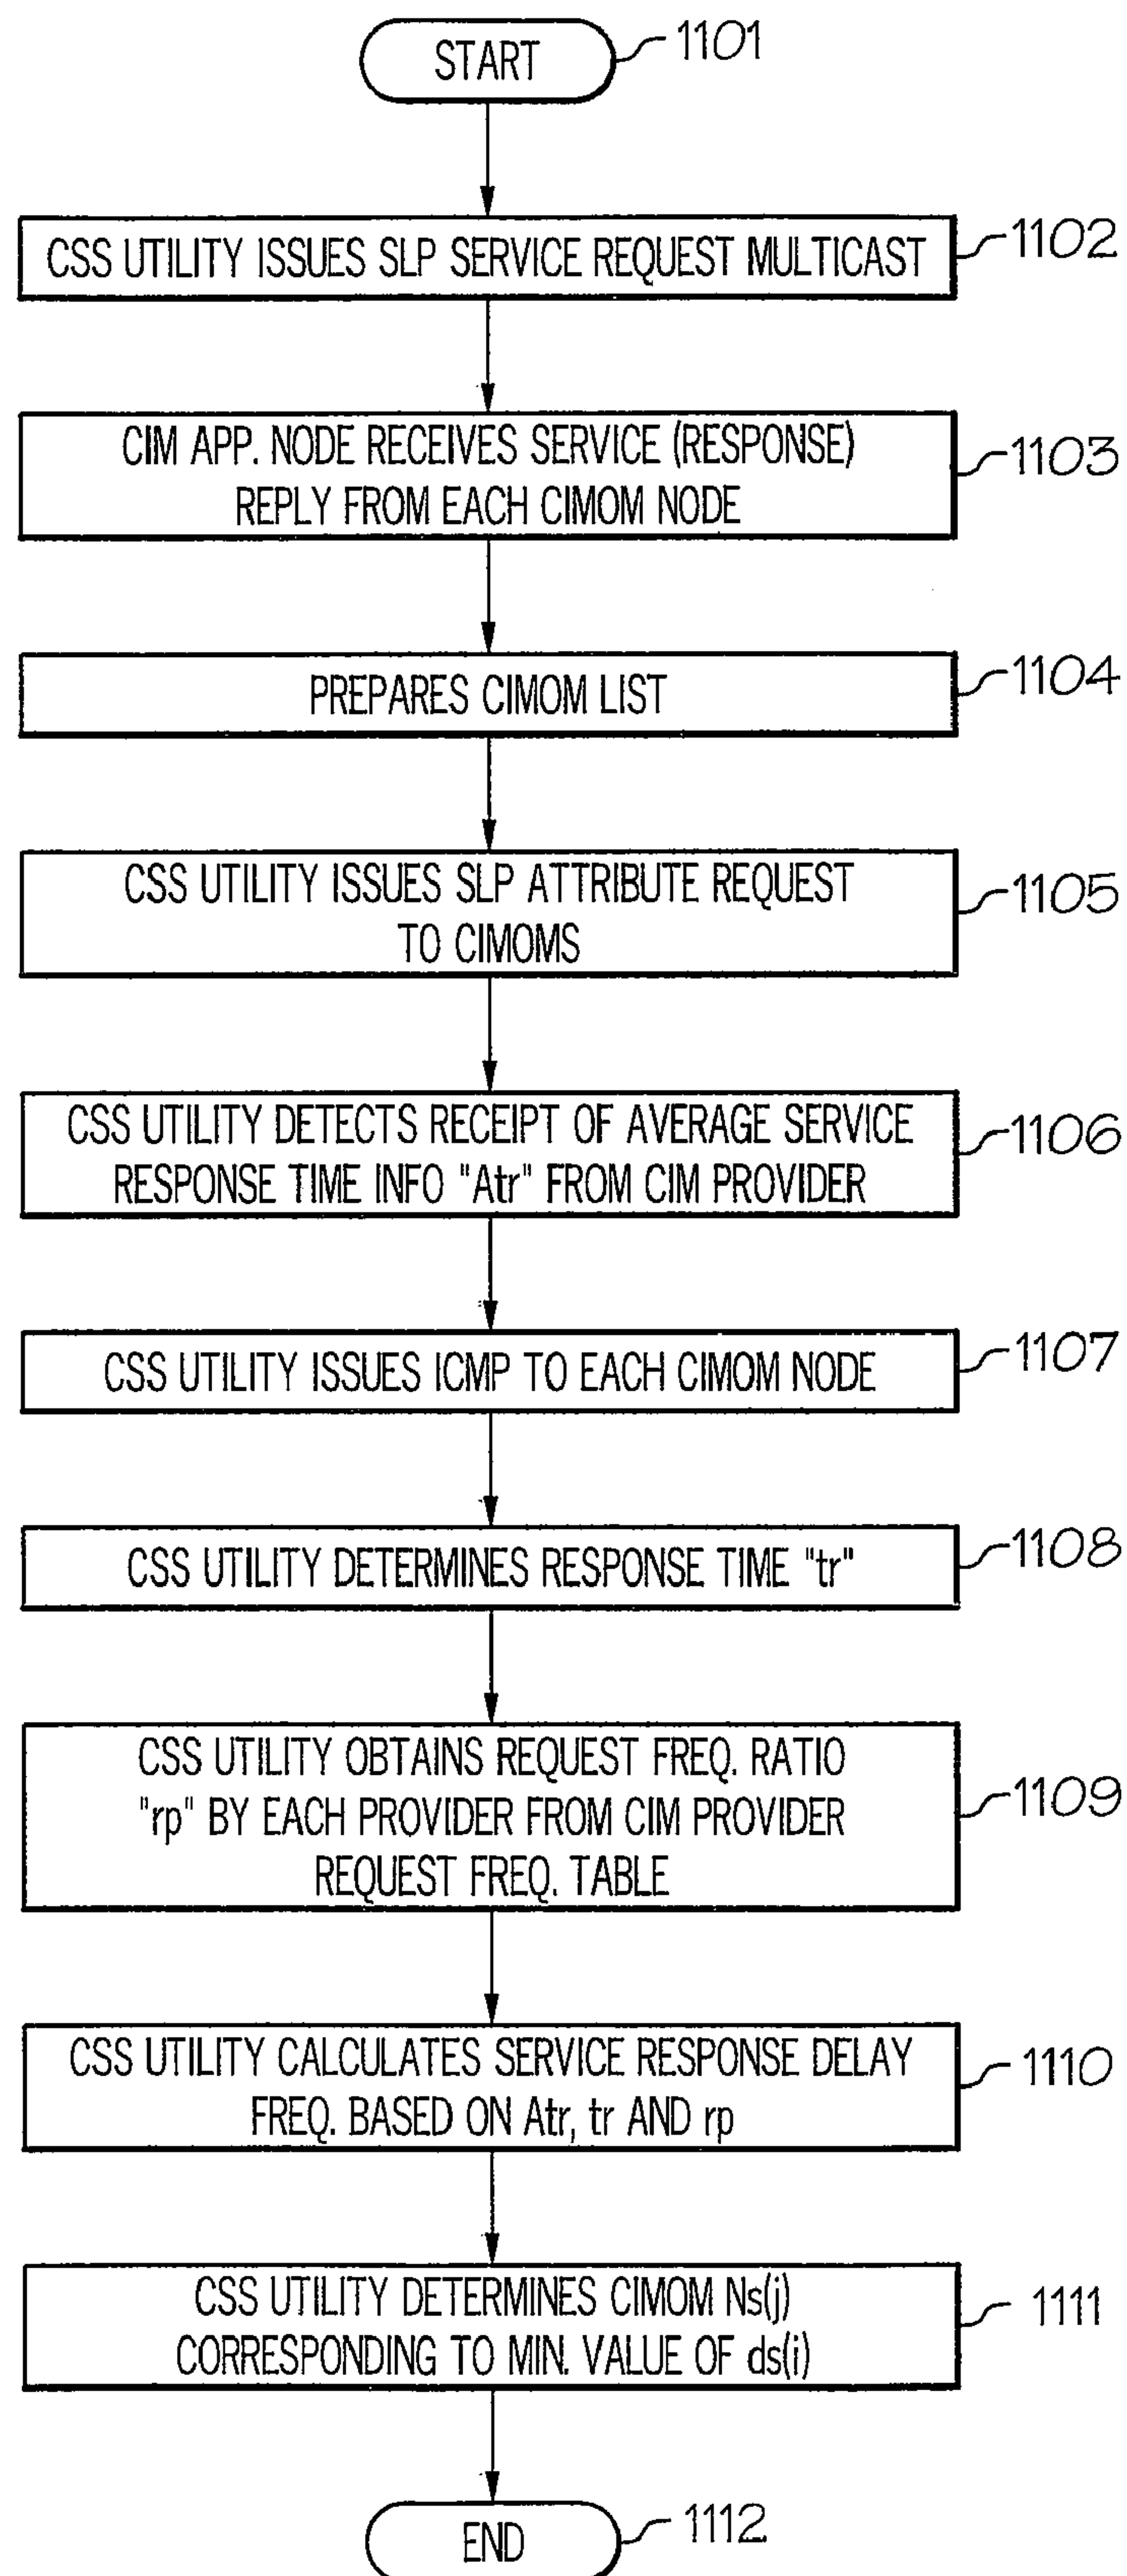 START
1101
CSS UTILITY ISSUES SLP SERVICE REQUEST MULTICAST
1102
CIM APP. NODE RECEIVES SERVICE (RESPONSE)
REPLY FROM EACH CIMOM NODE
1103
PREPARES CIMOM LIST
1104
CSS UTILITY ISSUES SLP ATTRIBUTE REQUEST
TO CIMOMS
1105
CSS UTILITY DETECTS RECEIPT OF AVERAGE SERVICE
RESPONSE TIME INFO "Atr" FROM CIM PROVIDER
1106
CSS UTILITY ISSUES ICMP TO EACH CIMOM NODE
1107
CSS UTILITY DETERMINES RESPONSE TIME "tr"
1108
CSS UTILITY OBTAINS REQUEST FREQ. RATIO
"rp" BY EACH PROVIDER FROM CIM PROVIDER
REQUEST FREQ. TABLE
1109
CSS UTILITY CALCULATES SERVICE RESPONSE DELAY
FREQ. BASED ON Atr, tr AND rp
1110
CSS UTILITY DETERMINES CIMOM Ns(j)
CORRESPONDING TO MIN. VALUE OF ds(i)
1111
END
1112